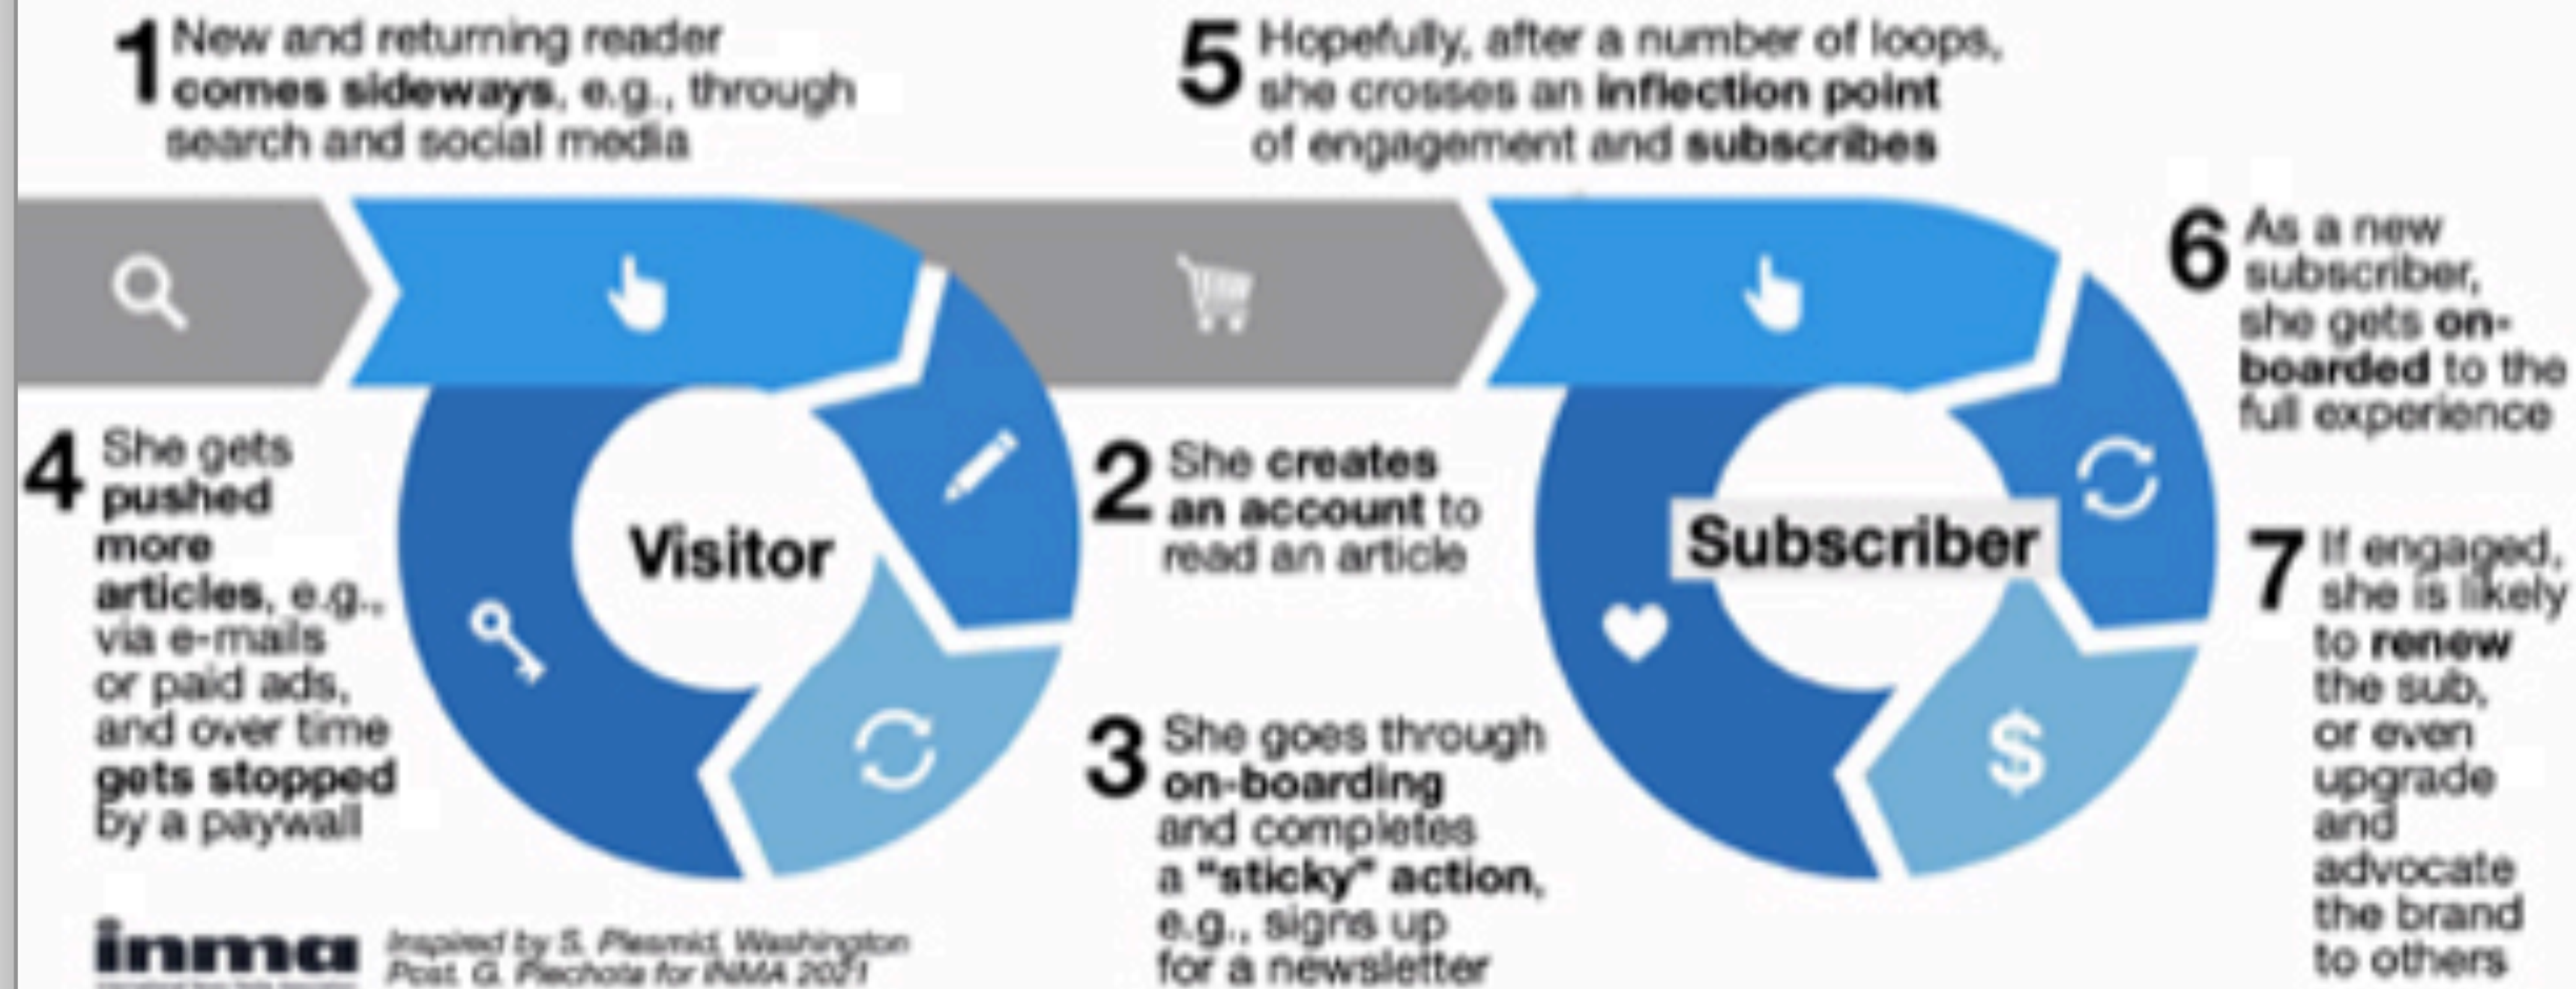 1 New and returning reader
comes sideways, e.g., through
search and social media
5 Hopefully, after a number of loops,
she crosses an inflection point
of engagement and subscribes
6 As a new
subscriber,
she gets on-
boarded to the
full experience
4 She gets
pushed
more
articles, e.g.,
via e-mails
or paid ads,
and over time
gets stopped
by a paywall
Visitor
2 She creates
an account to
read an article
Subscriber
7 If engaged,
she is likely
to renew
the sub,
or even
upgrade
and
advocate
the brand
to others
3 She goes through
on-boarding
and completes
a "sticky" action,
e.g., signs up
for a newsletter
$
inma
Inspired by S. Plesmid, Washington
Post. G. Piechota for INMA 2021